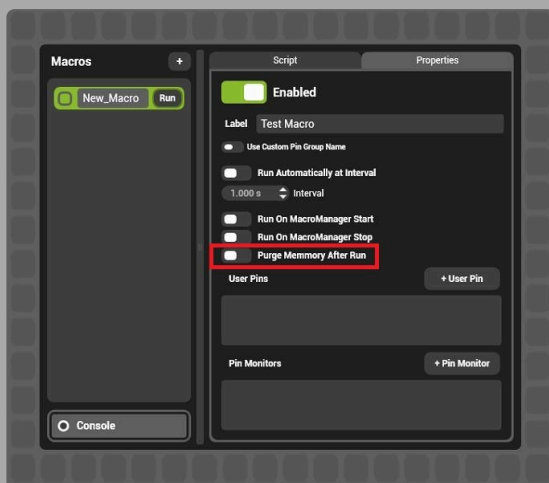 Macros
+
New_Macro
Run
Console
Script
Properties
Enabled
Label
Test Macro
Use Custom Pin Group Name
Run Automatically at Interval
1.000 s
Interval
Run On MacroManager Start
Run On MacroManager Stop
Purge Memmory After Run
User Pins
+ User Pin
Pin Monitors
+ Pin Monitor